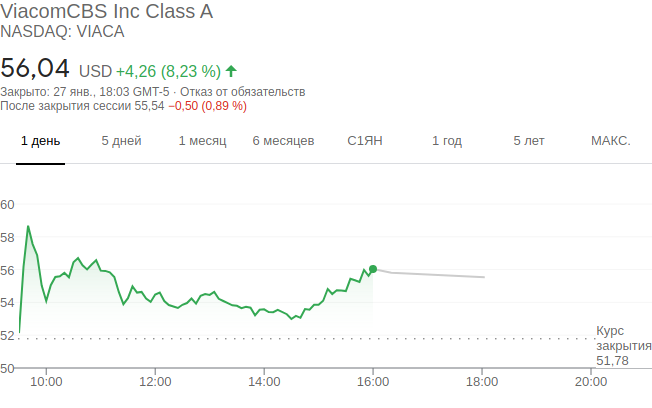 ViacomCBS Inc Class A
NASDAQ: VIACA
56,04 USD +4,26 (8,23 %)
Закрыто: 27 янв., 18:03 GMT-5 · Отказ от обязательств
После закрытия сессии 55,54 −0,50 (0,89 %)
1 день 5 дней 1 месяц 6 месяцев С1ЯН 1 год 5 лет МАКС.
60
58
56
54
52
50
Курс
закрытия
51,78
10:00 12:00 14:00 16:00 18:00 20:00